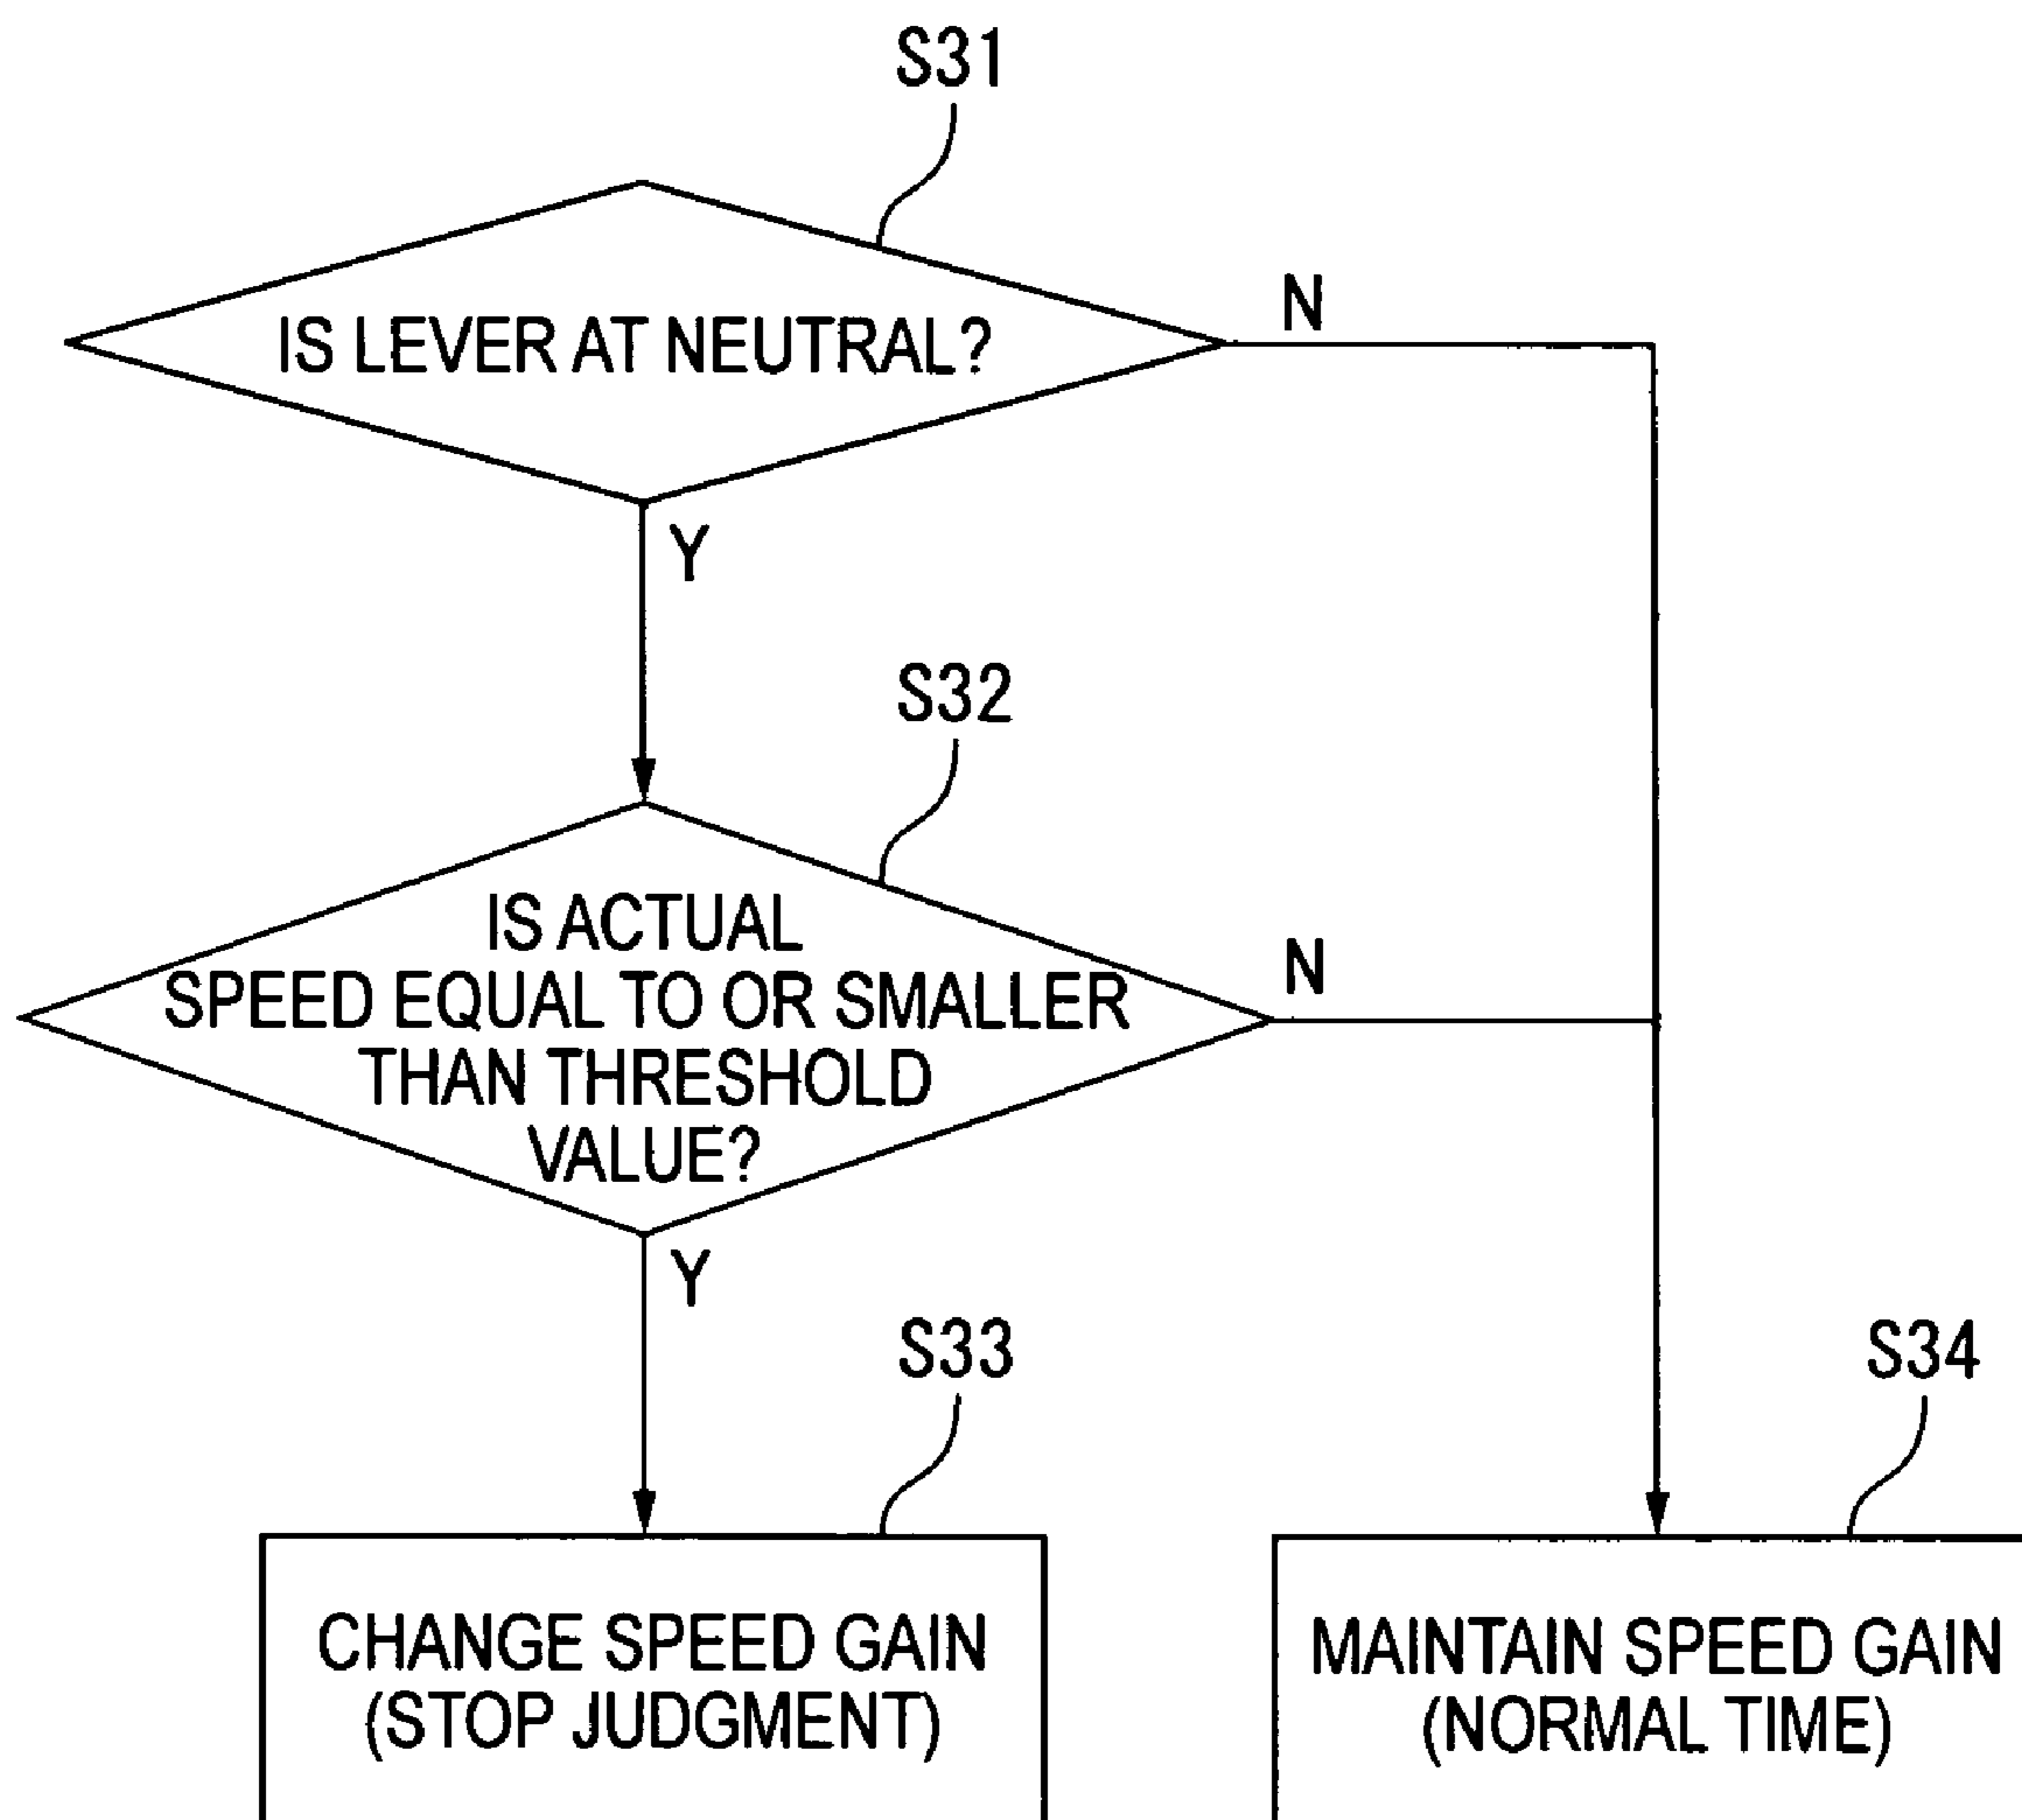 S31
IS LEVER AT NEUTRAL?
N
Y
S32
IS ACTUAL
SPEED EQUAL TO OR SMALLER
THAN THRESHOLD
VALUE?
N
Y
S33
S34
CHANGE SPEED GAIN
(STOP JUDGMENT)
MAINTAIN SPEED GAIN
(NORMAL TIME)